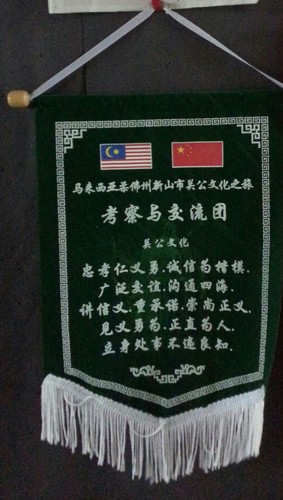 马来西亚柔佛州新山市关公文化之旅
考察与交流团
关公文化
忠孝仁义勇,诚信为楷模.
广泛交谊,沟通四海.
讲信义,重承诺,崇尚正义.
见义勇为,正直为人.
立身处事不违良知.